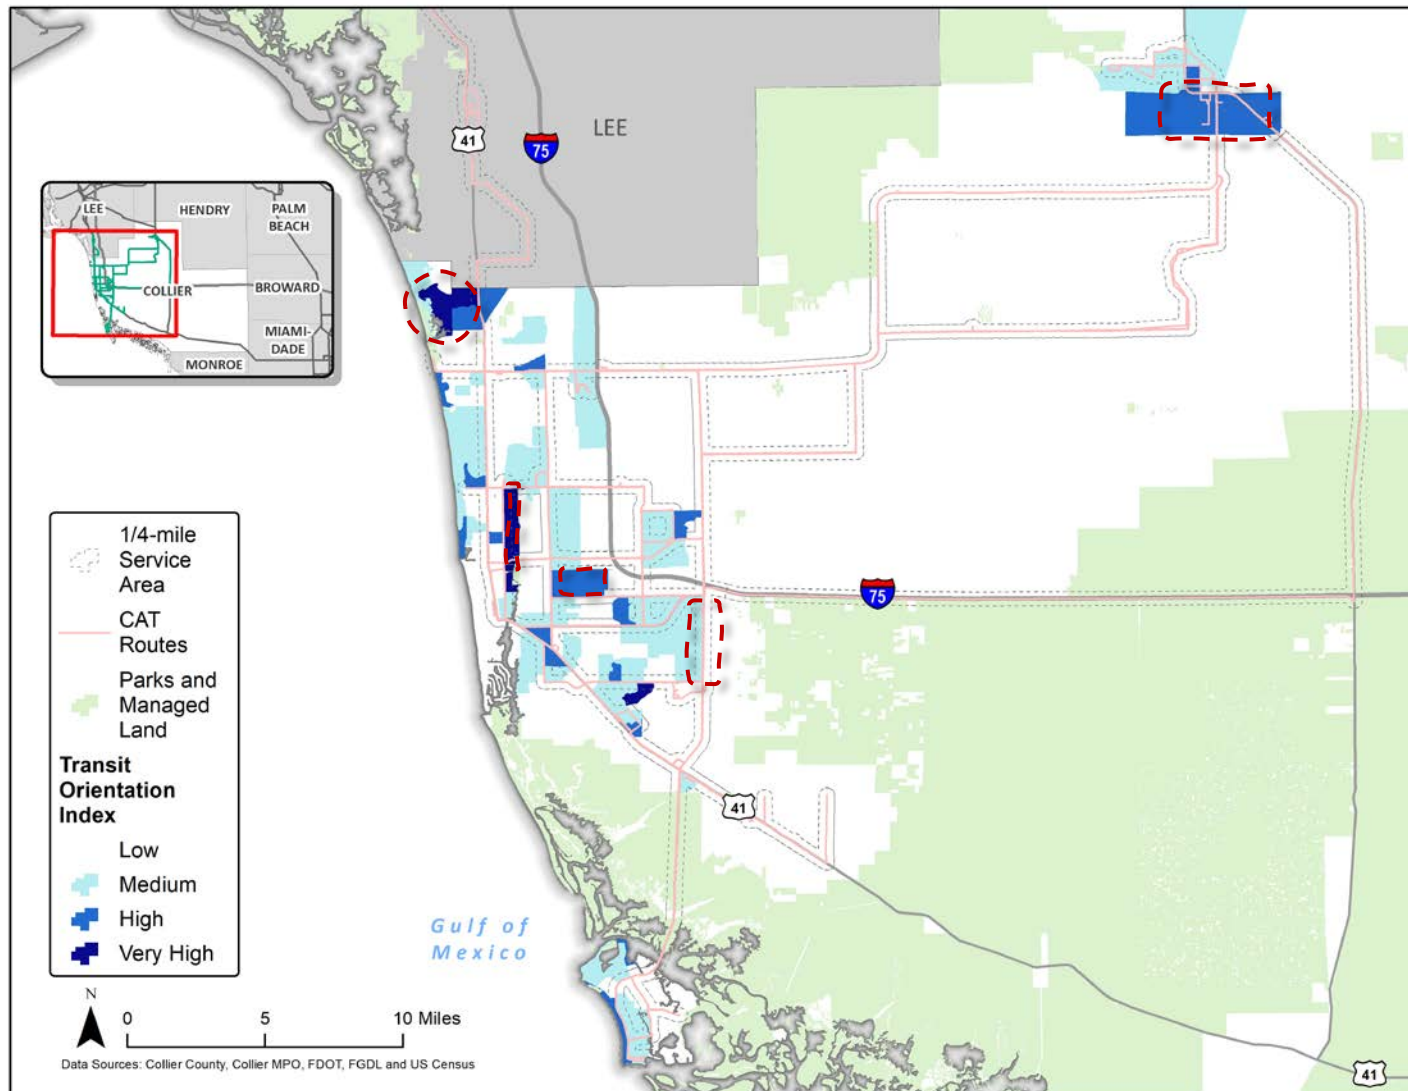 LEE
41
75
LEE
HENDRY
PALM
BEACH
COLLIER
BROWARD
MIAMI-
DADE
MONROE
1/4-mile
Service
Area
CAT
Routes
Parks and
Managed
Land
Transit
Orientation
Index
Low
Medium
High
Very High
75
41
Gulf of
Mexico
N
0 5 10 Miles
Data Sources: Collier County, Collier MPO, FDOT, FGDL and US Census
41